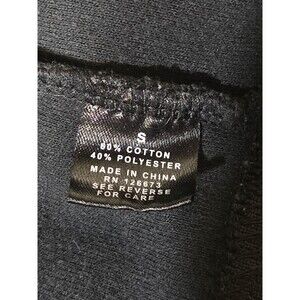 S
60% COTTON
40% POLYESTER
MADE IN CHINA
RN 126673
SEE REVERSE
FOR CARE